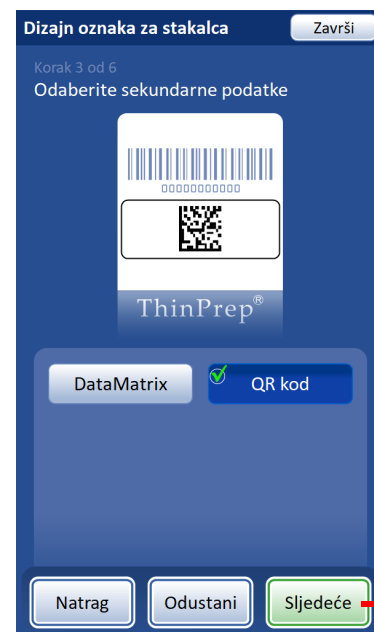 Dizajn oznaka za stakalca
Završi
Korak 3 od 6
Odaberite sekundarne podatke
00000000000
ThinPrep®
DataMatrix
QR kod
Natrag
Odustani
Sljedeće